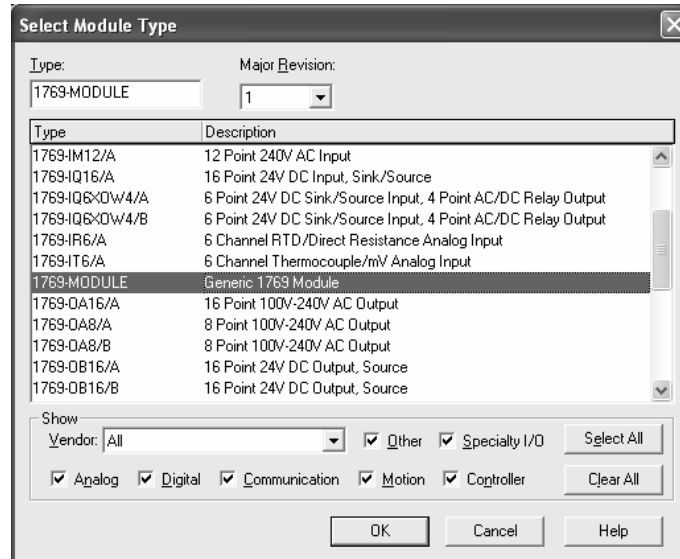 Select Module Type
Type:
Major Revision:
1769-MODULE
1
Type Description
1769-IM12/A 12 Point 240V AC Input
1769-IQ16/A 16 Point 24V DC Input, Sink/Source
1769-IQ6XOW4/A 6 Point 24V DC Sink/Source Input, 4 Point AC/DC Relay Output
1769-IQ6XOW4/B 6 Point 24V DC Sink/Source Input, 4 Point AC/DC Relay Output
1769-IR6/A 6 Channel RTD/Direct Resistance Analog Input
1769-IT6/A 6 Channel Thermocouple/mV Analog Input
1769-MODULE Generic 1769 Module
1769-OA16/A 16 Point 100V-240V AC Output
1769-OA8/A 8 Point 100V-240V AC Output
1769-OA8/B 8 Point 100V-240V AC Output
1769-OB16/A 16 Point 24V DC Output, Source
1769-OB16/B 16 Point 24V DC Output, Source
Show
Vendor: All Other Specialty I/O Select All
Analog Digital Communication Motion Controller Clear All
OK Cancel Help